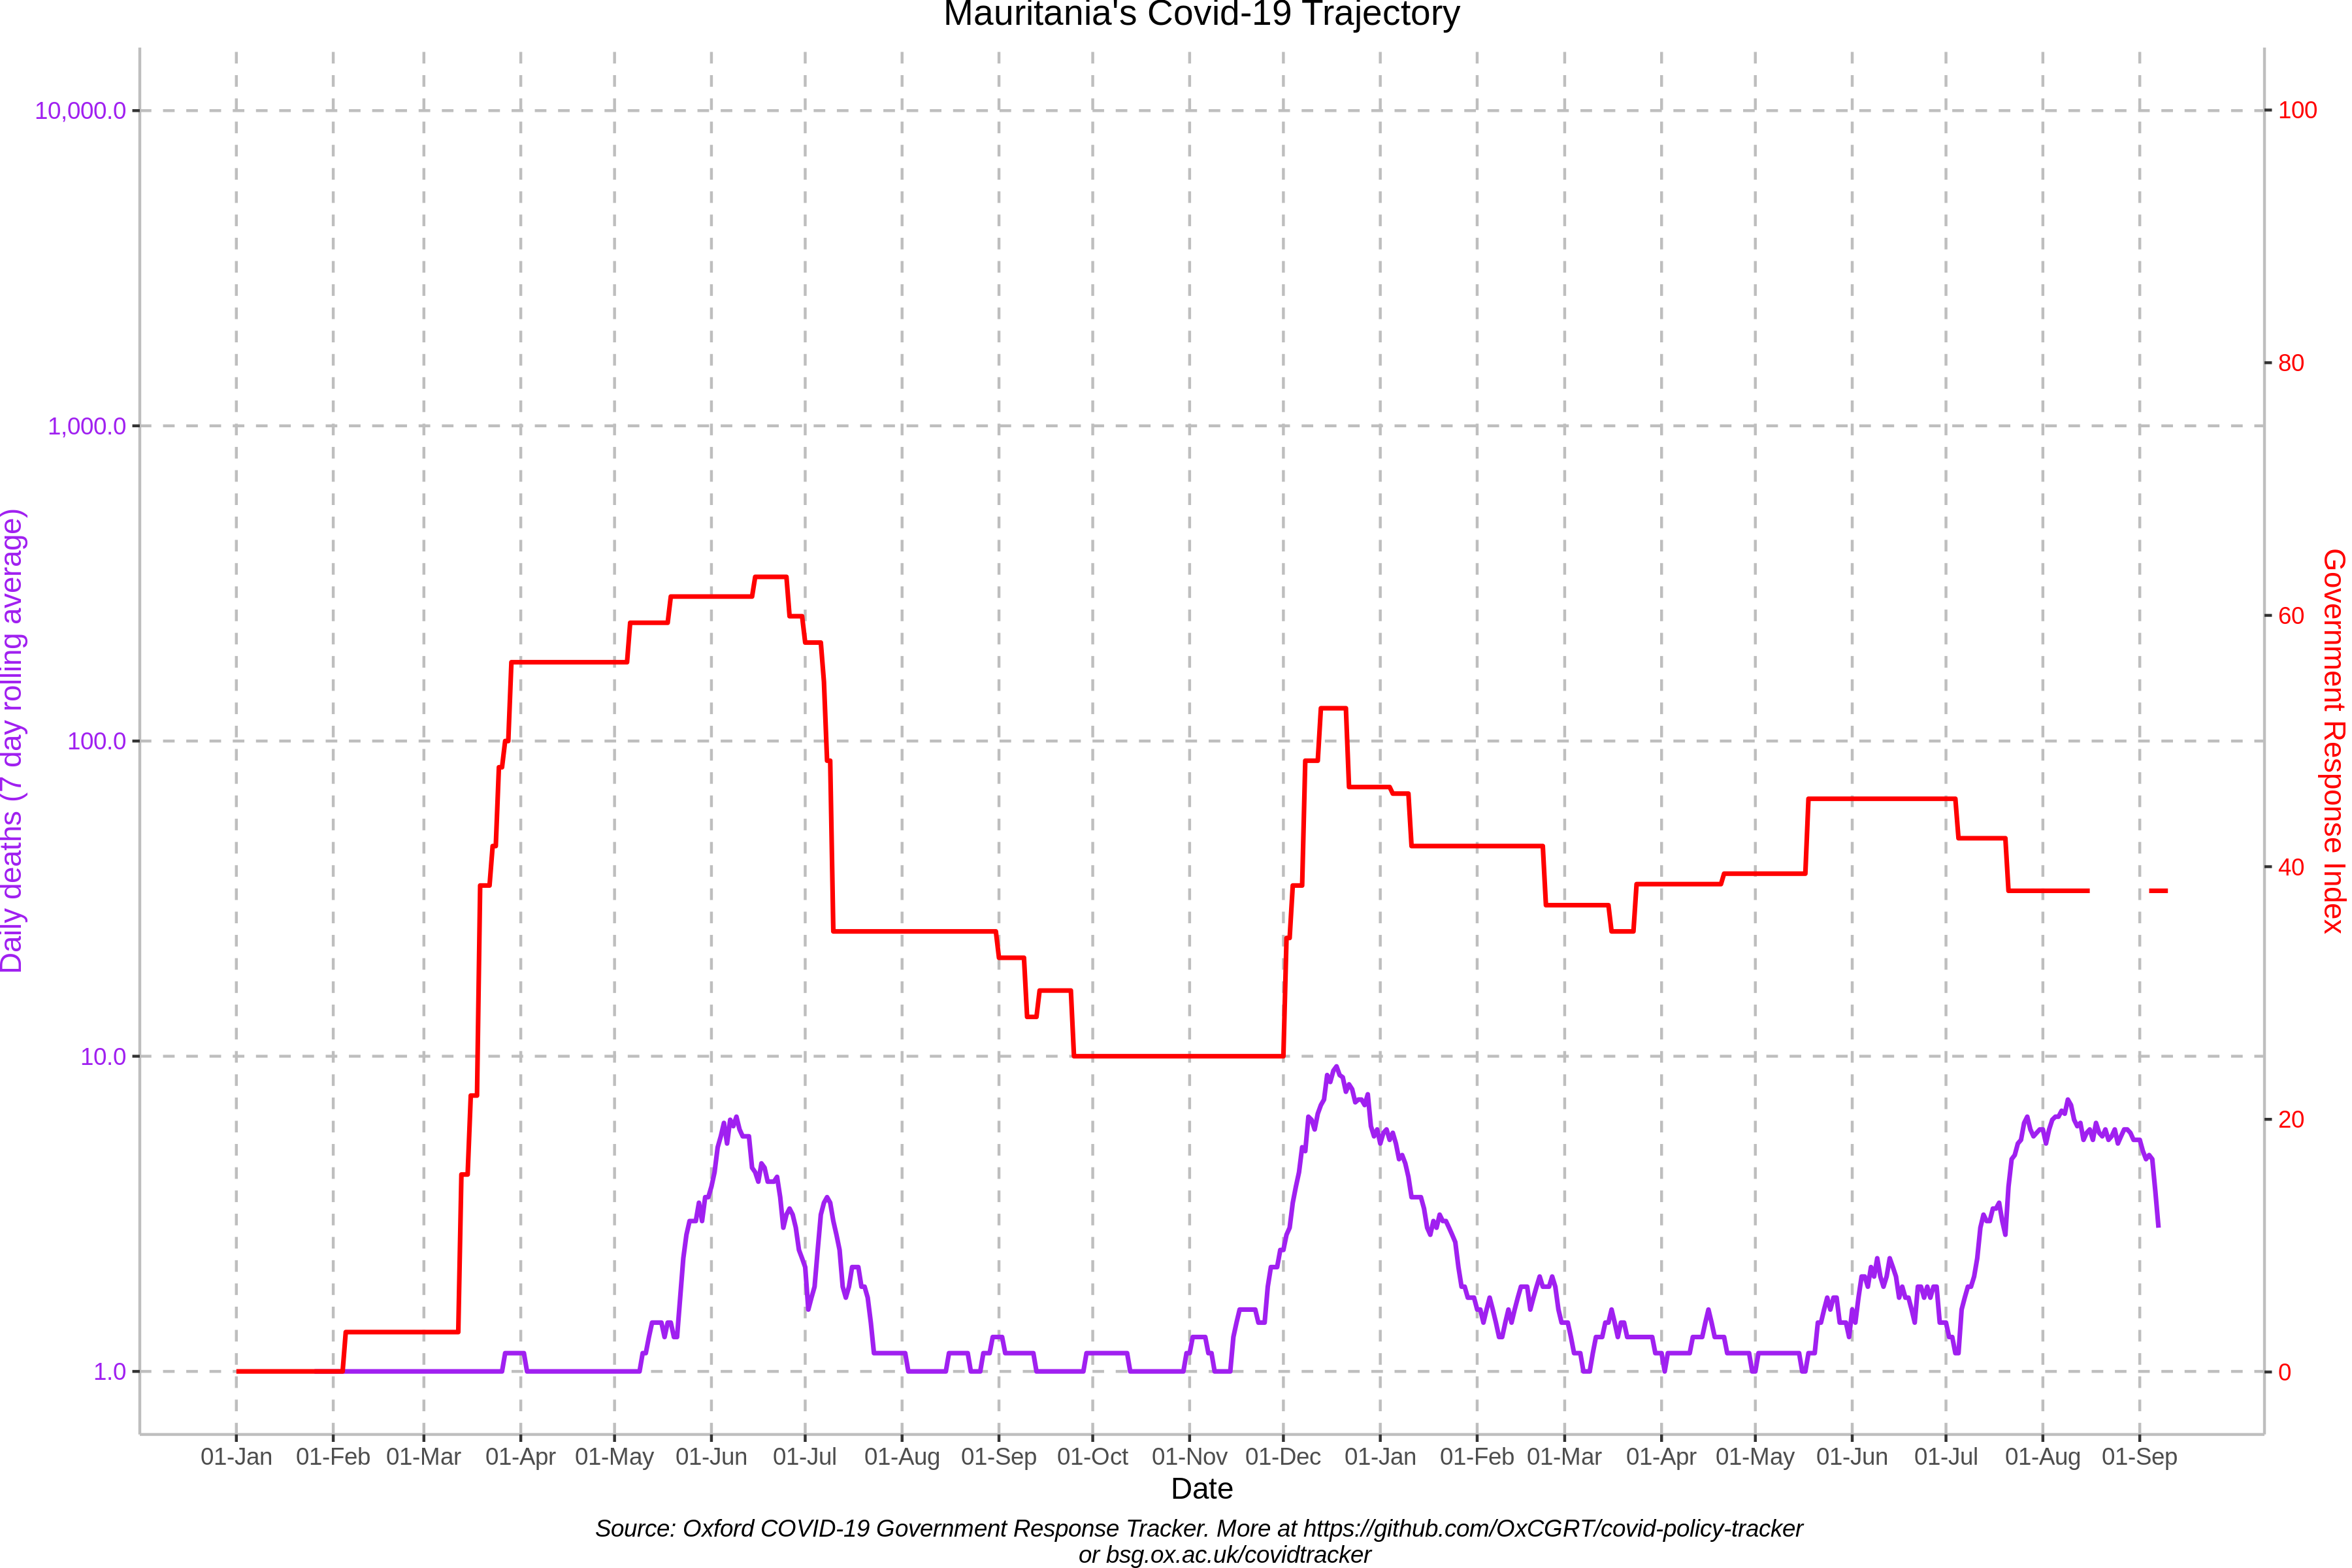 Mauritania's Covid-19 Trajectory
10,000.0
1,000.0
100.0
10.0
1.0
Daily deaths (7 day rolling average)
100
80
60
40
20
0
Government Response Index
01-Jan 01-Feb 01-Mar 01-Apr 01-May 01-Jun 01-Jul 01-Aug 01-Sep 01-Oct 01-Nov 01-Dec 01-Jan 01-Feb 01-Mar 01-Apr 01-May 01-Jun 01-Jul 01-Aug 01-Sep
Date
Source: Oxford COVID-19 Government Response Tracker. More at https://github.com/OxCGRT/covid-policy-tracker
or bsg.ox.ac.uk/covidtracker